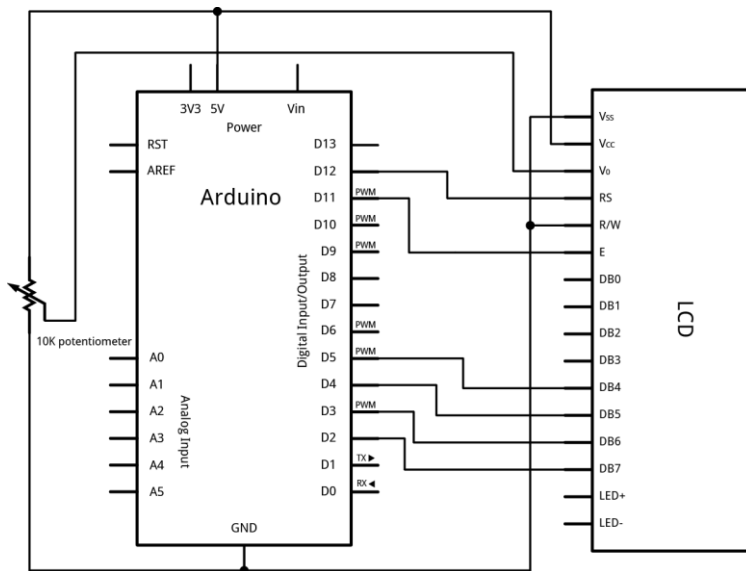 3V3 5V Vin
Power
Arduino
RST
AREF
10K potentiometer
A0
A1
A2
A3
A4
A5
Analog Input
Digital Input/Output
D13
D12
D11 PWM
D10 PWM
D9 PWM
D8
D7
D6 PWM
D5 PWM
D4
D3 PWM
D2
D1 TX ▶
D0 RX ◀
GND
Vss
Vcc
V0
RS
R/W
E
DB0
DB1
DB2
DB3
DB4
DB5
DB6
DB7
LED+
LED-
LCD